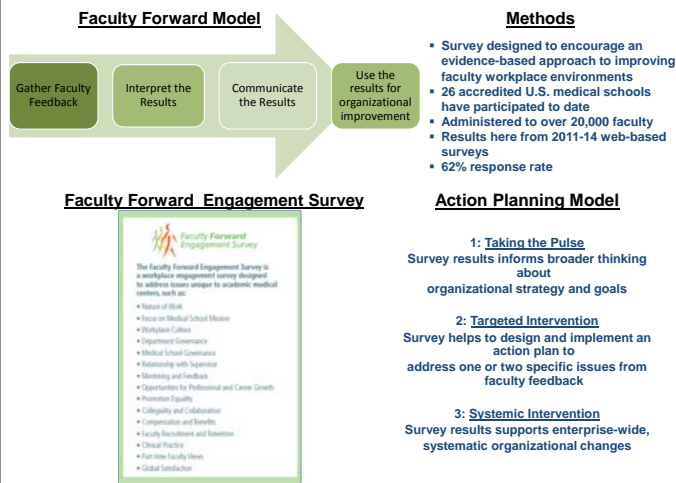 Faculty Forward Model
Gather Faculty
Feedback
Interpret the
Results
Communicate
the Results
Use the
results for
organizational
improvement
Methods
▪ Survey designed to encourage an
evidence-based approach to improving
faculty workplace environments
▪ 26 accredited U.S. medical schools
have participated to date
▪ Administered to over 20,000 faculty
▪ Results here from 2011-14 web-based
surveys
▪ 62% response rate
Faculty Forward Engagement Survey
Faculty Forward
Engagement Survey
The Faculty Forward Engagement Survey is
a workplace engagement survey designed
to address issues unique to academic medical
centers, such as:
• Nature of Work
• Focus on Medical School Mission
• Workplace Culture
• Department Governance
• Medical School Governance
• Relationship with Supervisor
• Mentoring and Feedback
• Opportunities for Professional and Career Growth
• Promotion Equality
• Collegiality and Collaboration
• Compensation and Benefits
• Faculty Recruitment and Retention
• Clinical Practice
• Part-time Faculty Views
• Global Satisfaction
Action Planning Model
1: Taking the Pulse
Survey results informs broader thinking
about
organizational strategy and goals
2: Targeted Intervention
Survey helps to design and implement an
action plan to
address one or two specific issues from
faculty feedback
3: Systemic Intervention
Survey results supports enterprise-wide,
systematic organizational changes